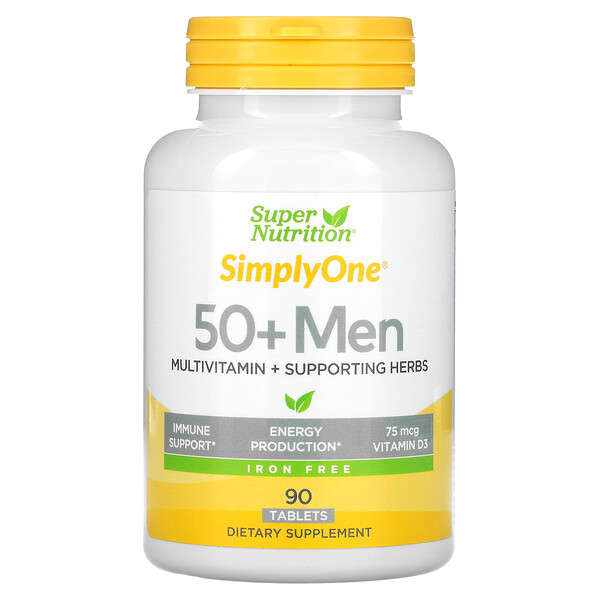 Super
Nutrition®
SimplyOne®
50+ Men
MULTIVITAMIN + SUPPORTING HERBS
IMMUNE SUPPORT*
ENERGY PRODUCTION*
75 mcg VITAMIN D3
IRON FREE
90
TABLETS
DIETARY SUPPLEMENT